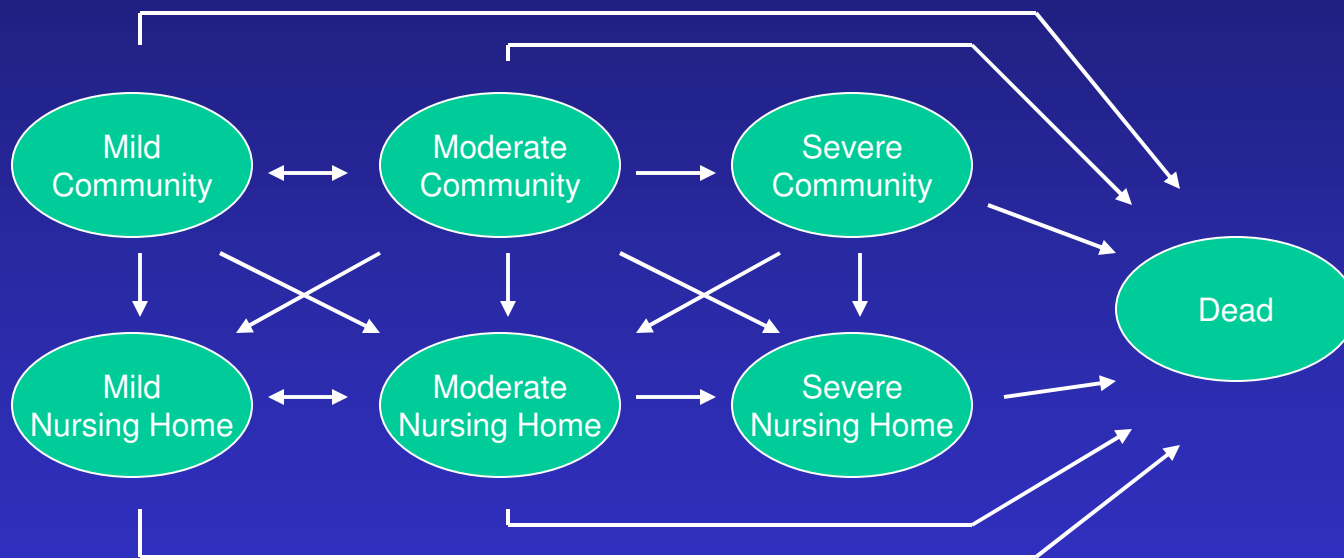 Mild
Community
Moderate
Community
Severe
Community
Dead
Mild
Nursing Home
Moderate
Nursing Home
Severe
Nursing Home